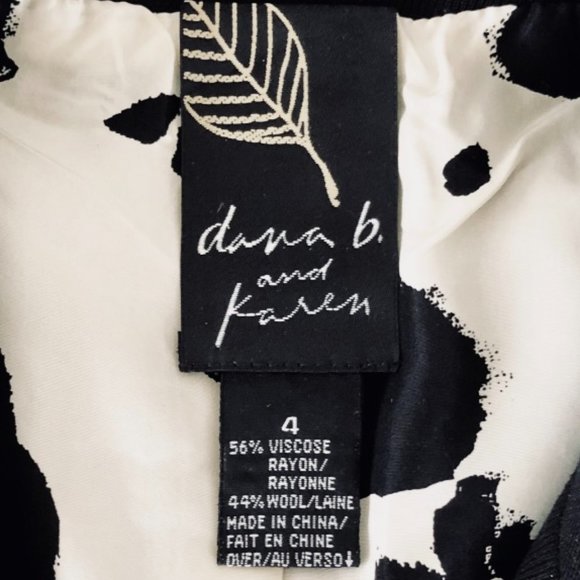 dana b.
and
karen
4
56% VISCOSE
RAYON/
RAYONNE
44% WOOL/LAINE
MADE IN CHINA/
FAIT EN CHINE
OVER/AU VERSO↓